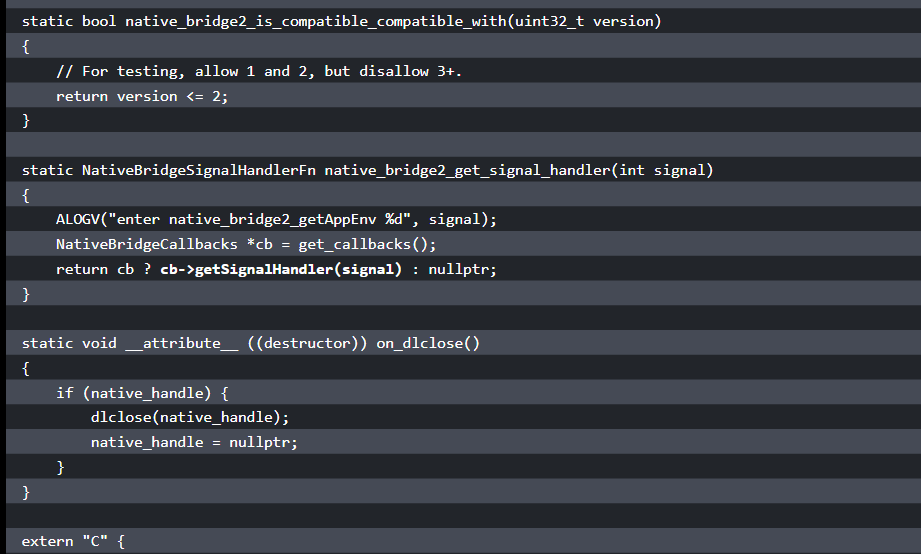 static bool native_bridge2_is_compatible_compatible_with(uint32_t version)
{
    // For testing, allow 1 and 2, but disallow 3+.
    return version <= 2;
}

static NativeBridgeSignalHandlerFn native_bridge2_get_signal_handler(int signal)
{
    ALOGV("enter native_bridge2_getAppEnv %d", signal);
    NativeBridgeCallbacks *cb = get_callbacks();
    return cb ? cb->getSignalHandler(signal) : nullptr;
}

static void __attribute__ ((destructor)) on_dlclose()
{
    if (native_handle) {
        dlclose(native_handle);
        native_handle = nullptr;
    }
}

extern "C" {